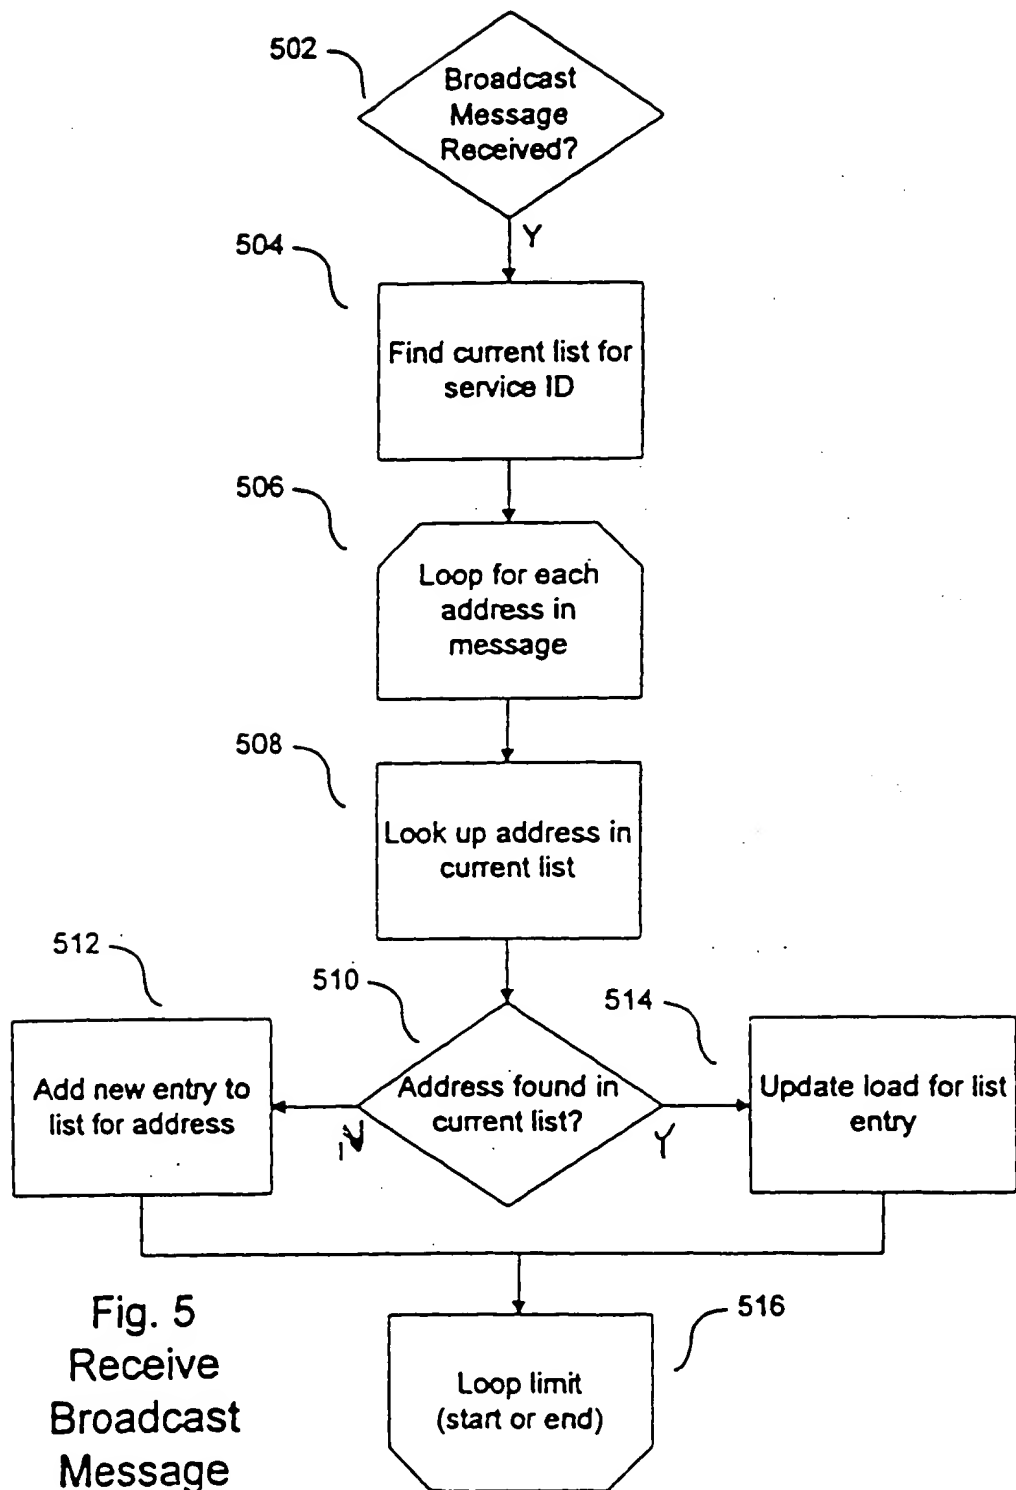 502
Broadcast
Message
Received?
Y
504
Find current list for
service ID
506
Loop for each
address in
message
508
Look up address in
current list
512
510
514
Add new entry to
list for address
Address found in
current list?
Update load for list
entry
N
Y
516
Loop limit
(start or end)
Fig. 5
Receive
Broadcast
Message